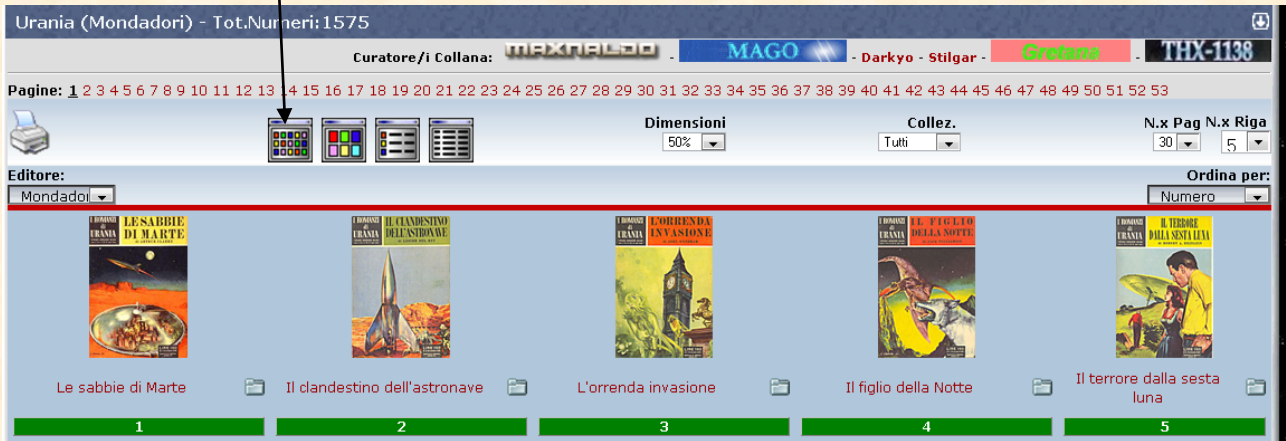 Urania (Mondadori) - Tot.Numeri:1575
Curatore/i Collana: MAXNALDO - MAGO - Darkyo - Stilgar - Gretana - THX-1138
Pagine: 1 2 3 4 5 6 7 8 9 10 11 12 13 14 15 16 17 18 19 20 21 22 23 24 25 26 27 28 29 30 31 32 33 34 35 36 37 38 39 40 41 42 43 44 45 46 47 48 49 50 51 52 53
Dimensioni Collez. N.x Pag N.x Riga
50% Tutti 30 5
Editore: Ordina per:
Mondador Numero
I ROMANZI di URANIA LE SABBIE DI MARTE
I ROMANZI di URANIA IL CLANDESTINO DELL'ASTRONAVE
I ROMANZI di URANIA L'ORRENDA INVASIONE
I ROMANZI di URANIA IL FIGLIO DELLA NOTTE
I ROMANZI di URANIA IL TERRORE DALLA SESTA LUNA
Le sabbie di Marte Il clandestino dell'astronave L'orrenda invasione Il figlio della Notte Il terrore dalla sesta luna
1 2 3 4 5